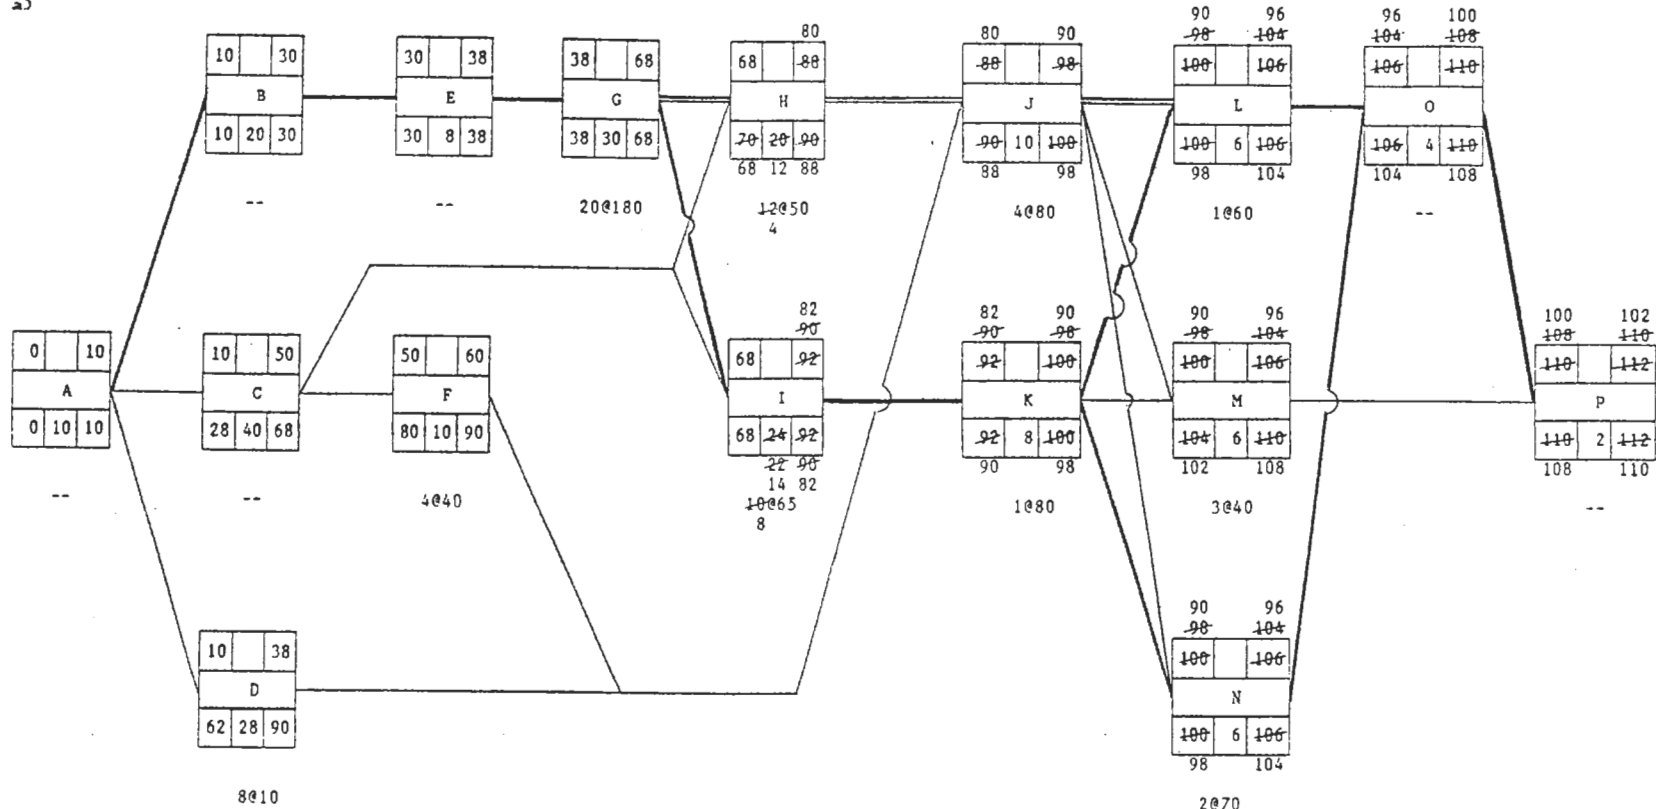 a)
10 30
B
10 20 30
--
30 38
E
30 8 38
--
38 68
G
38 30 68
20@180
80
68 88
H
70 20 90
68 12 88
12@50
4
80 90
88 98
J
90 10 100
88 98
4@80
90 96
98 104
100 106
L
100 6 106
98 104
1@60
96 100
104 108
106 110
O
106 4 110
104 108
--
0 10
A
0 10 10
--
10 50
C
28 40 68
--
50 60
F
80 10 90
4@40
82
90
68 92
I
68 24 92
22 90
14 82
10@65
8
82 90
90 98
92 100
K
92 8 100
90 98
1@80
90 96
98 104
100 106
M
104 6 110
102 108
3@40
100 102
108 110
110 112
P
110 2 112
108 110
--
10 38
D
62 28 90
8@10
90 96
98 104
100 106
N
100 6 106
98 104
2@70